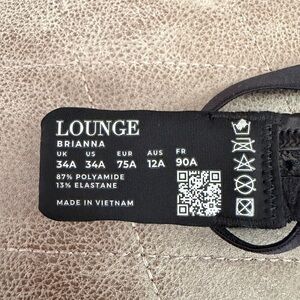 LOUNGE
BRIANNA
UK US EUR AUS FR
34A 34A 75A 12A 90A
87% POLYAMIDE
13% ELASTANE
MADE IN VIETNAM